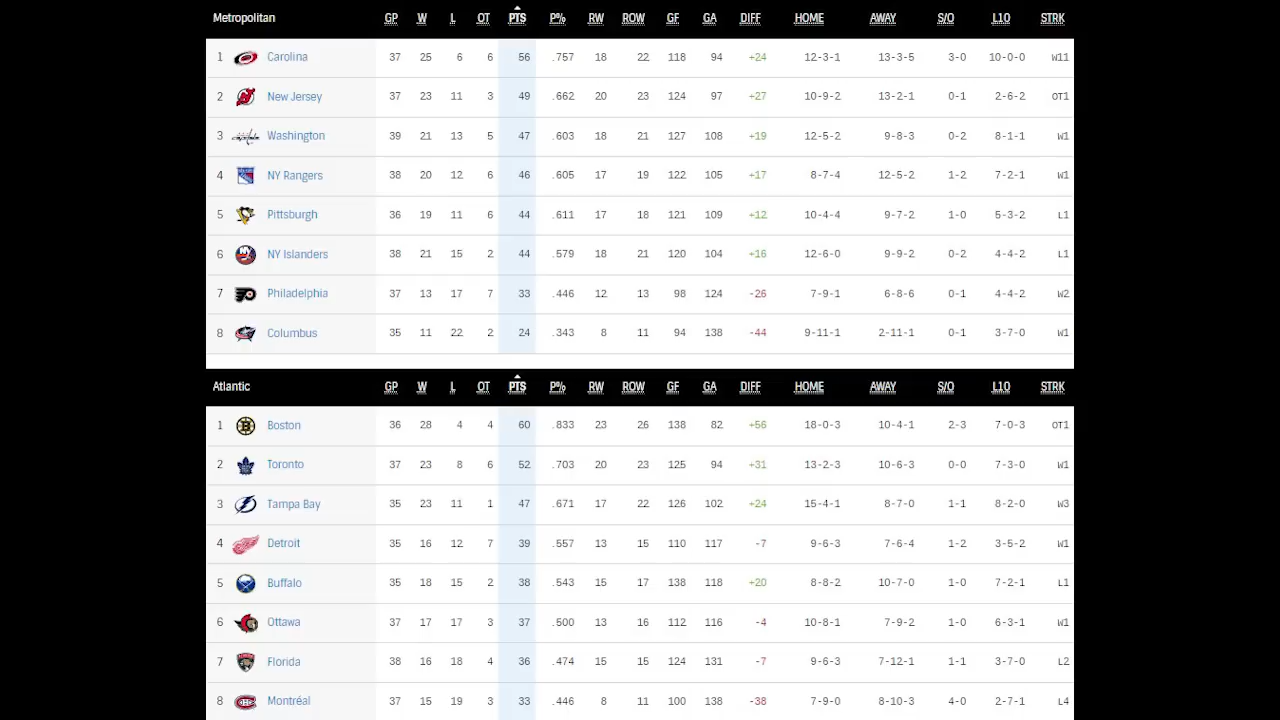 Metropolitan GP W L OT PTS P% RW ROW GF GA DIFF HOME AWAY S/O L10 STRK
1 Carolina 37 25 6 6 56 .757 18 22 118 94 +24 12-3-1 13-3-5 3-0 10-0-0 W11
2 New Jersey 37 23 11 3 49 .662 20 23 124 97 +27 10-9-2 13-2-1 0-1 2-6-2 OT1
3 Washington 39 21 13 5 47 .603 18 21 127 108 +19 12-5-2 9-8-3 0-2 8-1-1 W1
4 NY Rangers 38 20 12 6 46 .605 17 19 122 105 +17 8-7-4 12-5-2 1-2 7-2-1 W1
5 Pittsburgh 36 19 11 6 44 .611 17 18 121 109 +12 10-4-4 9-7-2 1-0 5-3-2 L1
6 NY Islanders 38 21 15 2 44 .579 18 21 120 104 +16 12-6-0 9-9-2 0-2 4-4-2 L1
7 Philadelphia 37 13 17 7 33 .446 12 13 98 124 -26 7-9-1 6-8-6 0-1 4-4-2 W2
8 Columbus 35 11 22 2 24 .343 8 11 94 138 -44 9-11-1 2-11-1 0-1 3-7-0 W1
Atlantic GP W L OT PTS P% RW ROW GF GA DIFF HOME AWAY S/O L10 STRK
1 Boston 36 28 4 4 60 .833 23 26 138 82 +56 18-0-3 10-4-1 2-3 7-0-3 OT1
2 Toronto 37 23 8 6 52 .703 20 23 125 94 +31 13-2-3 10-6-3 0-0 7-3-0 W1
3 Tampa Bay 35 23 11 1 47 .671 17 22 126 102 +24 15-4-1 8-7-0 1-1 8-2-0 W3
4 Detroit 35 16 12 7 39 .557 13 15 110 117 -7 9-6-3 7-6-4 1-2 3-5-2 W1
5 Buffalo 35 18 15 2 38 .543 15 17 138 118 +20 8-8-2 10-7-0 1-0 7-2-1 L1
6 Ottawa 37 17 17 3 37 .500 13 16 112 116 -4 10-8-1 7-9-2 1-0 6-3-1 W1
7 Florida 38 16 18 4 36 .474 15 15 124 131 -7 9-6-3 7-12-1 1-1 3-7-0 L2
8 Montréal 37 15 19 3 33 .446 8 11 100 138 -38 7-9-0 8-10-3 4-0 2-7-1 L4